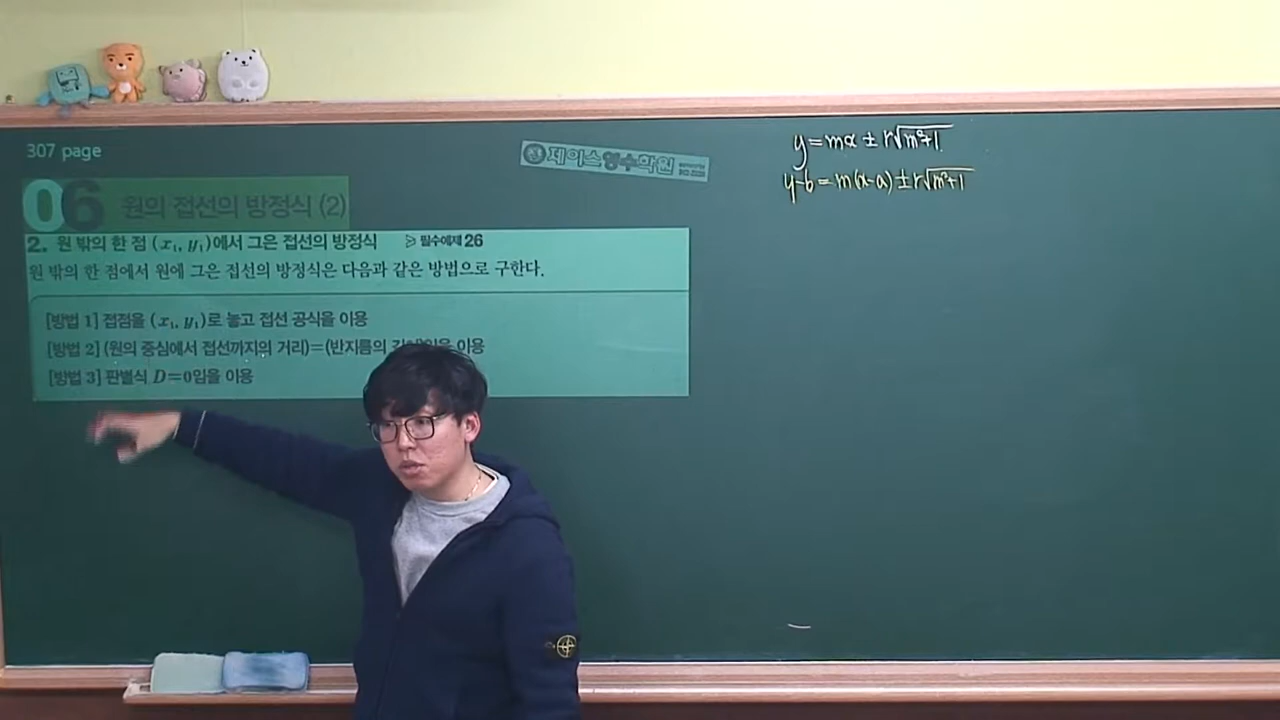 307 page
제이스영수학원
06 원의 접선의 방정식 (2)
2. 원 밖의 한 점 (x₁, y₁)에서 그은 접선의 방정식 ≫ 필수예제 26
원 밖의 한 점에서 원에 그은 접선의 방정식은 다음과 같은 방법으로 구한다.
[방법 1] 접점을 (x₁, y₁)로 놓고 접선 공식을 이용
[방법 2] (원의 중심에서 접선까지의 거리)=(반지름의 을 이용
[방법 3] 판별식 D=0임을 이용
y=mx±r√m²+1
y-b=m(x-a)±r√m²+1